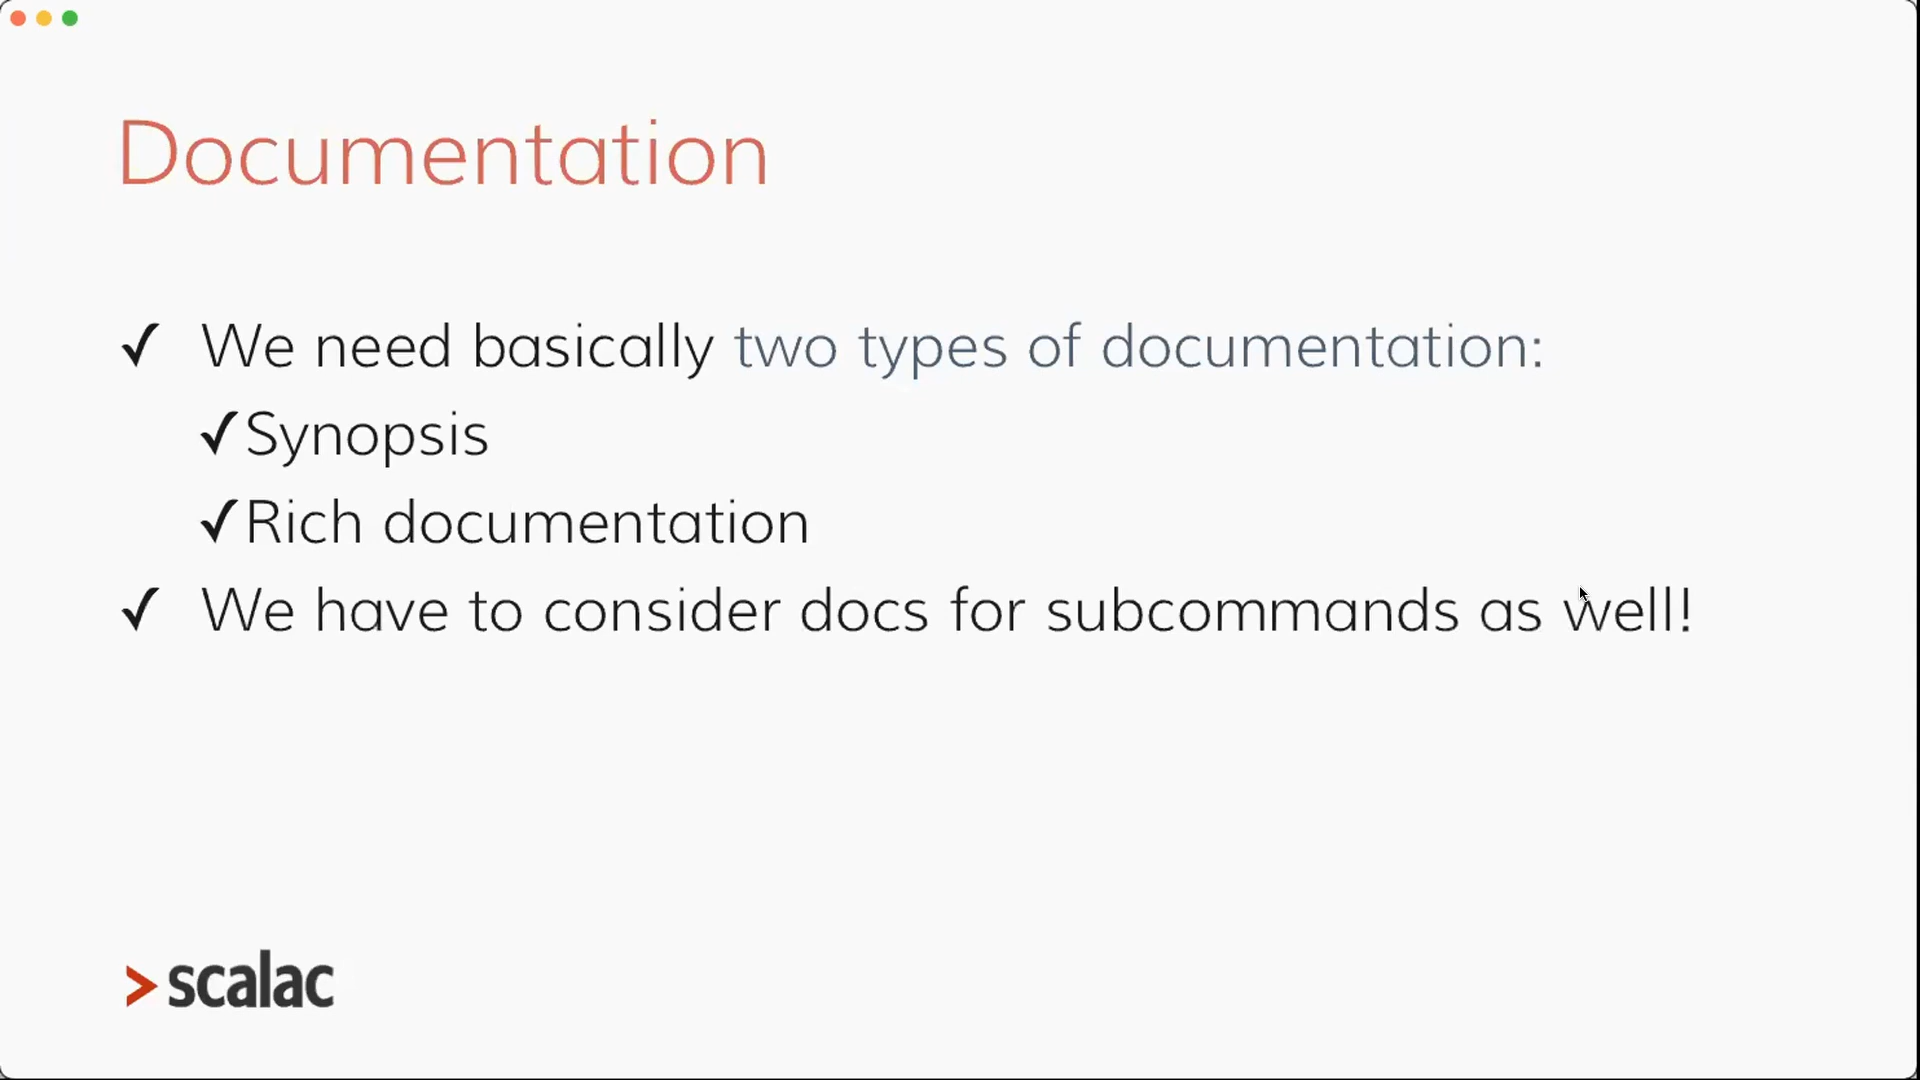 Documentation
✓ We need basically two types of documentation:
✓Synopsis
✓Rich documentation
✓ We have to consider docs for subcommands as well!
>scalac